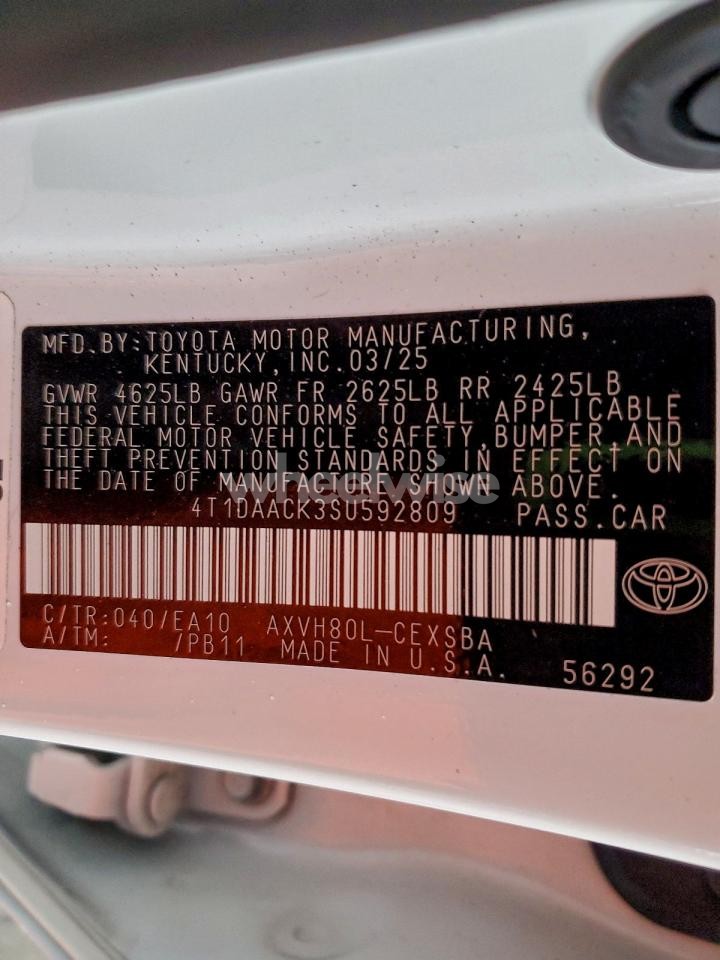 MFD.BY:TOYOTA MOTOR MANUFACTURING,
KENTUCKY,INC.03/25
GVWR 4625LB GAWR FR 2625LB RR 2425LB
THIS VEHICLE CONFORMS TO ALL APPLICABLE
FEDERAL MOTOR VEHICLE SAFETY,BUMPER,AND
THEFT PREVENTION STANDARDS IN EFFECT ON
THE DATE OF MANUFACTURE SHOWN ABOVE.
wheelwise
4T1DAACK3SU592809 PASS.CAR
C/TR:040/EA10 AXVH80L-CEXSBA
A/TM: /PB11 MADE IN U.S.A. 56292